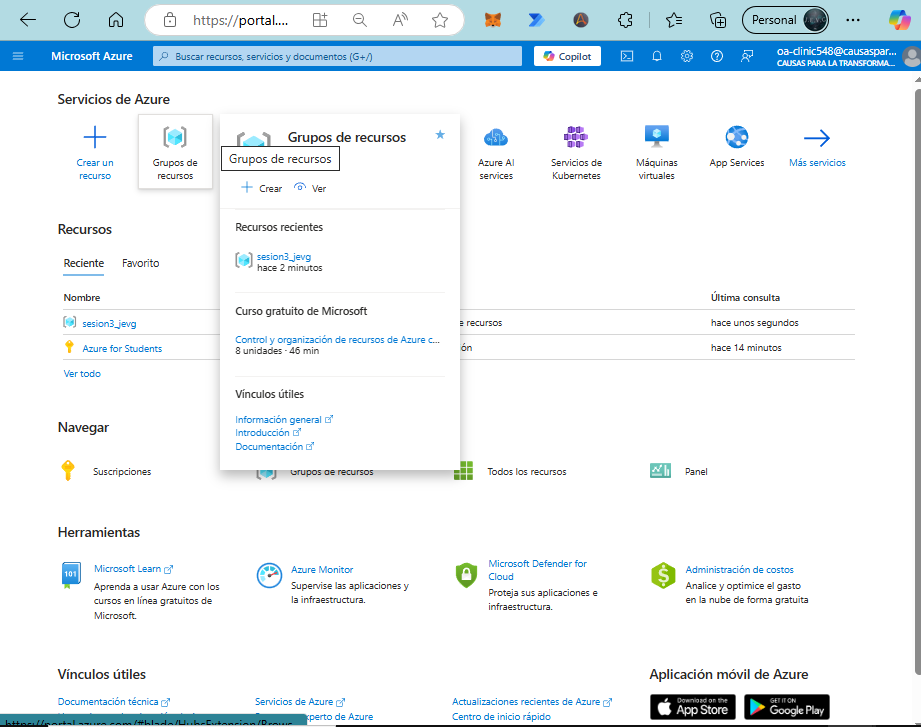 https://portal....
Personal
Microsoft Azure
Buscar recursos, servicios y documentos (G+/)
Copilot
oa-clinic548@causaspar...
CAUSAS PARA LA TRANSFORMA...
Servicios de Azure
Crear un
recurso
Grupos de
recursos
Grupos de recursos
Grupos de recursos
Crear
Ver
Azure AI
services
Servicios de
Kubernetes
Máquinas
virtuales
App Services
Más servicios
Recursos recientes
sesion3_jevg
hace 2 minutos
Curso gratuito de Microsoft
Control y organización de recursos de Azure c...
8 unidades · 46 min
Vínculos útiles
Información general
Introducción
Documentación
Recursos
Reciente
Favorito
Nombre
Última consulta
sesion3_jevg
e recursos
hace unos segundos
Azure for Students
ón
hace 14 minutos
Ver todo
Navegar
Suscripciones
Grupos de recursos
Todos los recursos
Panel
Herramientas
101
Microsoft Learn
Aprenda a usar Azure con los
cursos en línea gratuitos de
Microsoft.
Azure Monitor
Supervise las aplicaciones y
la infraestructura.
Microsoft Defender for
Cloud
Proteja sus aplicaciones e
infraestructura.
Administración de costos
Analice y optimice el gasto
en la nube de forma gratuita
Vínculos útiles
Documentación técnica
Servicios de Azure
Actualizaciones recientes de Azure
xperto de Azure
Centro de inicio rápido
Aplicación móvil de Azure
Download on the
App Store
GET IT ON
Google Play
https://portal.azure.com/#blade/HubsExtension/Brows...